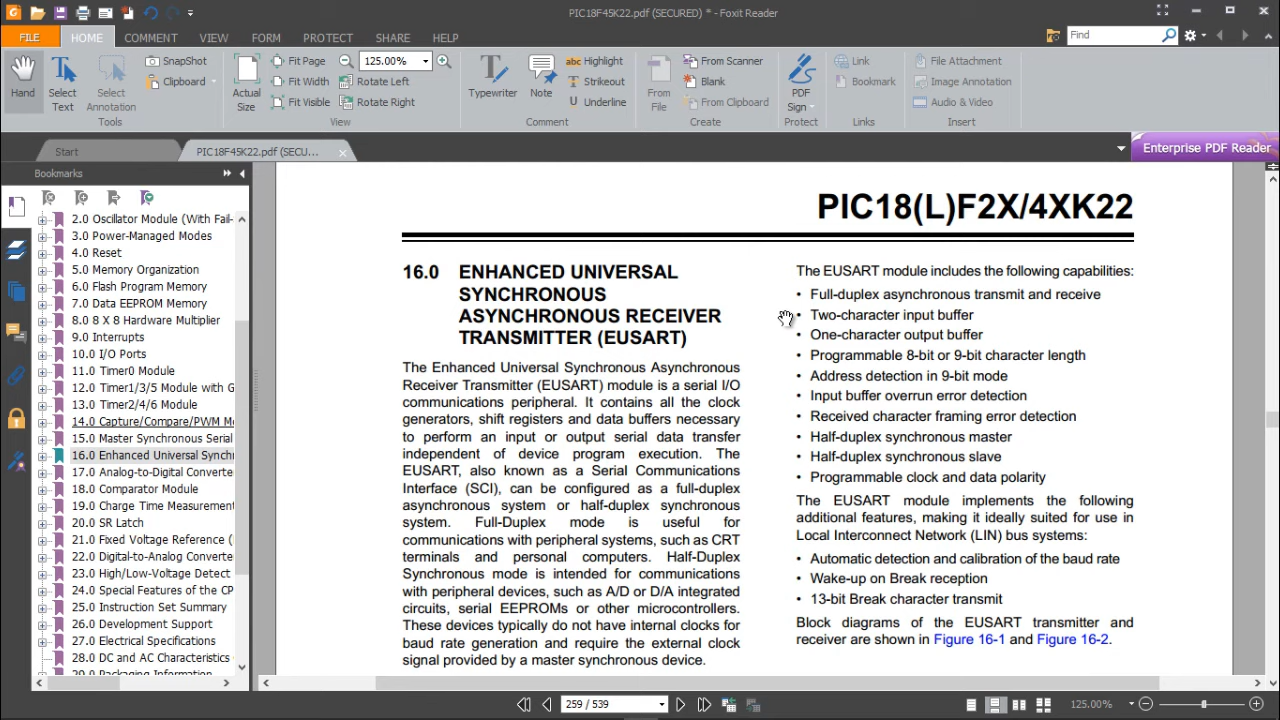 PIC18F45K22.pdf (SECURED) * - Foxit Reader
FILE
HOME
COMMENT
VIEW
FORM
PROTECT
SHARE
HELP
Find
Hand
Select
Text
Select
Annotation
SnapShot
Clipboard
Tools
Actual
Size
Fit Page
Fit Width
Fit Visible
125.00%
Rotate Left
Rotate Right
View
Typewriter
Note
abc Highlight
Strikeout
Underline
Comment
From
File
From Scanner
Blank
From Clipboard
Create
PDF
Sign
Protect
Link
Bookmark
Links
File Attachment
Image Annotation
Audio & Video
Insert
Start
PIC18F45K22.pdf (SECU...
Enterprise PDF Reader
Bookmarks
2.0 Oscillator Module (With Fail-
3.0 Power-Managed Modes
4.0 Reset
5.0 Memory Organization
6.0 Flash Program Memory
7.0 Data EEPROM Memory
8.0 8 X 8 Hardware Multiplier
9.0 Interrupts
10.0 I/O Ports
11.0 Timer0 Module
12.0 Timer1/3/5 Module with G
13.0 Timer2/4/6 Module
14.0 Capture/Compare/PWM M
15.0 Master Synchronous Serial
16.0 Enhanced Universal Synchr
17.0 Analog-to-Digital Converte
18.0 Comparator Module
19.0 Charge Time Measurement
20.0 SR Latch
21.0 Fixed Voltage Reference (
22.0 Digital-to-Analog Converte
23.0 High/Low-Voltage Detect
24.0 Special Features of the CP
25.0 Instruction Set Summary
26.0 Development Support
27.0 Electrical Specifications
28.0 DC and AC Characteristics
29.0 Packaging Information
PIC18(L)F2X/4XK22
16.0 ENHANCED UNIVERSAL
SYNCHRONOUS
ASYNCHRONOUS RECEIVER
TRANSMITTER (EUSART)
The Enhanced Universal Synchronous Asynchronous
Receiver Transmitter (EUSART) module is a serial I/O
communications peripheral. It contains all the clock
generators, shift registers and data buffers necessary
to perform an input or output serial data transfer
independent of device program execution. The
EUSART, also known as a Serial Communications
Interface (SCI), can be configured as a full-duplex
asynchronous system or half-duplex synchronous
system. Full-Duplex mode is useful for
communications with peripheral systems, such as CRT
terminals and personal computers. Half-Duplex
Synchronous mode is intended for communications
with peripheral devices, such as A/D or D/A integrated
circuits, serial EEPROMs or other microcontrollers.
These devices typically do not have internal clocks for
baud rate generation and require the external clock
signal provided by a master synchronous device.
The EUSART module includes the following capabilities:
• Full-duplex asynchronous transmit and receive
• Two-character input buffer
• One-character output buffer
• Programmable 8-bit or 9-bit character length
• Address detection in 9-bit mode
• Input buffer overrun error detection
• Received character framing error detection
• Half-duplex synchronous master
• Half-duplex synchronous slave
• Programmable clock and data polarity
The EUSART module implements the following
additional features, making it ideally suited for use in
Local Interconnect Network (LIN) bus systems:
• Automatic detection and calibration of the baud rate
• Wake-up on Break reception
• 13-bit Break character transmit
Block diagrams of the EUSART transmitter and
receiver are shown in Figure 16-1 and Figure 16-2.
259 / 539
125.00%